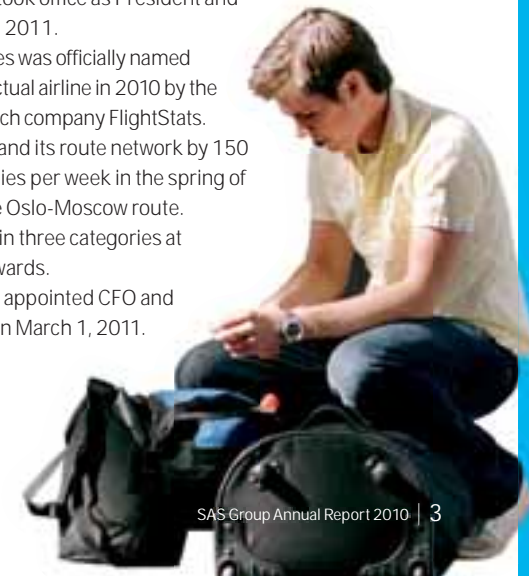 took office as President and
2011.
es was officially named
ctual airline in 2010 by the
ch company FlightStats.
and its route network by 150
ies per week in the spring of
e Oslo-Moscow route.
in three categories at
wards.
appointed CFO and
n March 1, 2011.
SAS Group Annual Report 2010 | 3